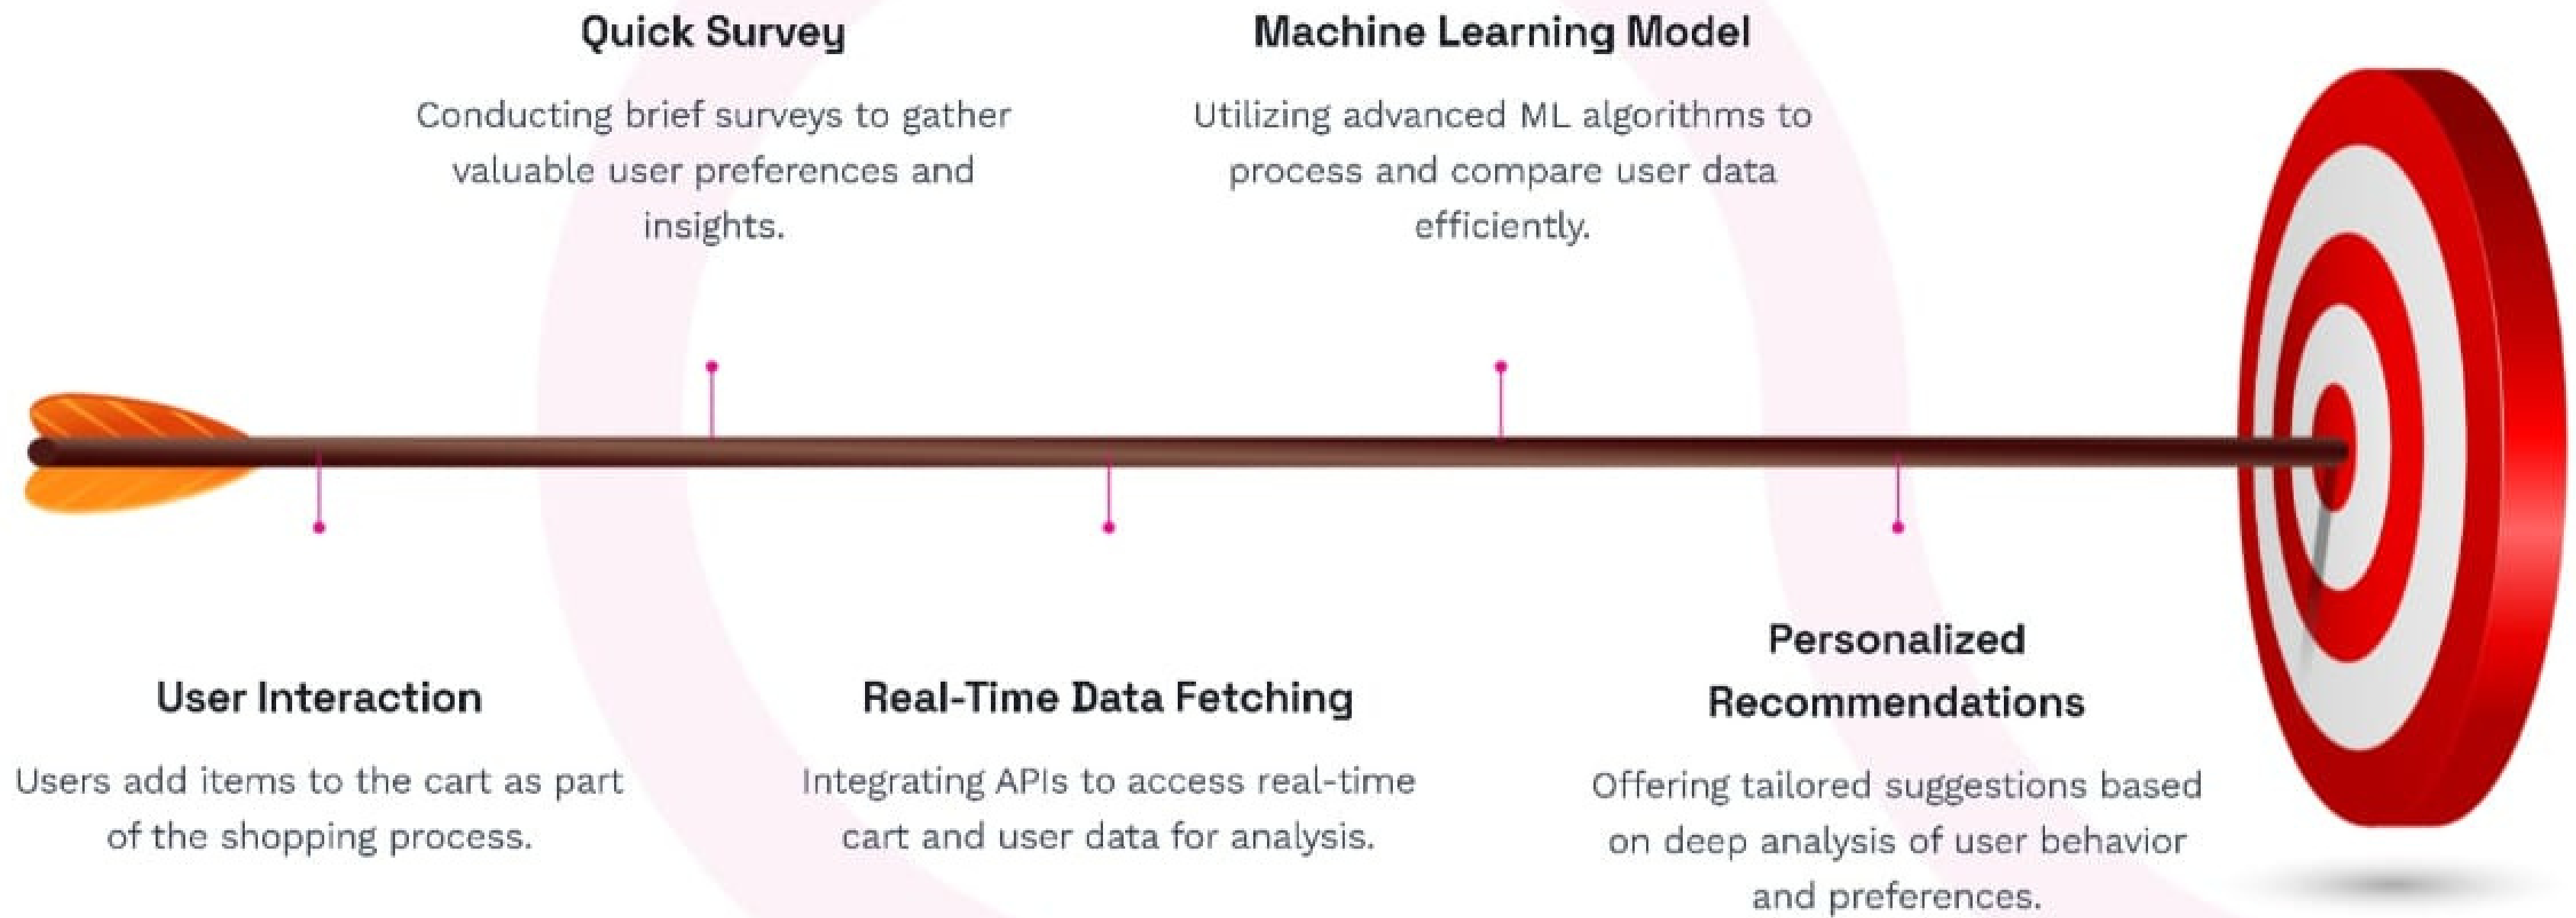 Quick Survey
Conducting brief surveys to gather
valuable user preferences and
insights.
Machine Learning Model
Utilizing advanced ML algorithms to
process and compare user data
efficiently.
User Interaction
Users add items to the cart as part
of the shopping process.
Real-Time Data Fetching
Integrating APIs to access real-time
cart and user data for analysis.
Personalized
Recommendations
Offering tailored suggestions based
on deep analysis of user behavior
and preferences.